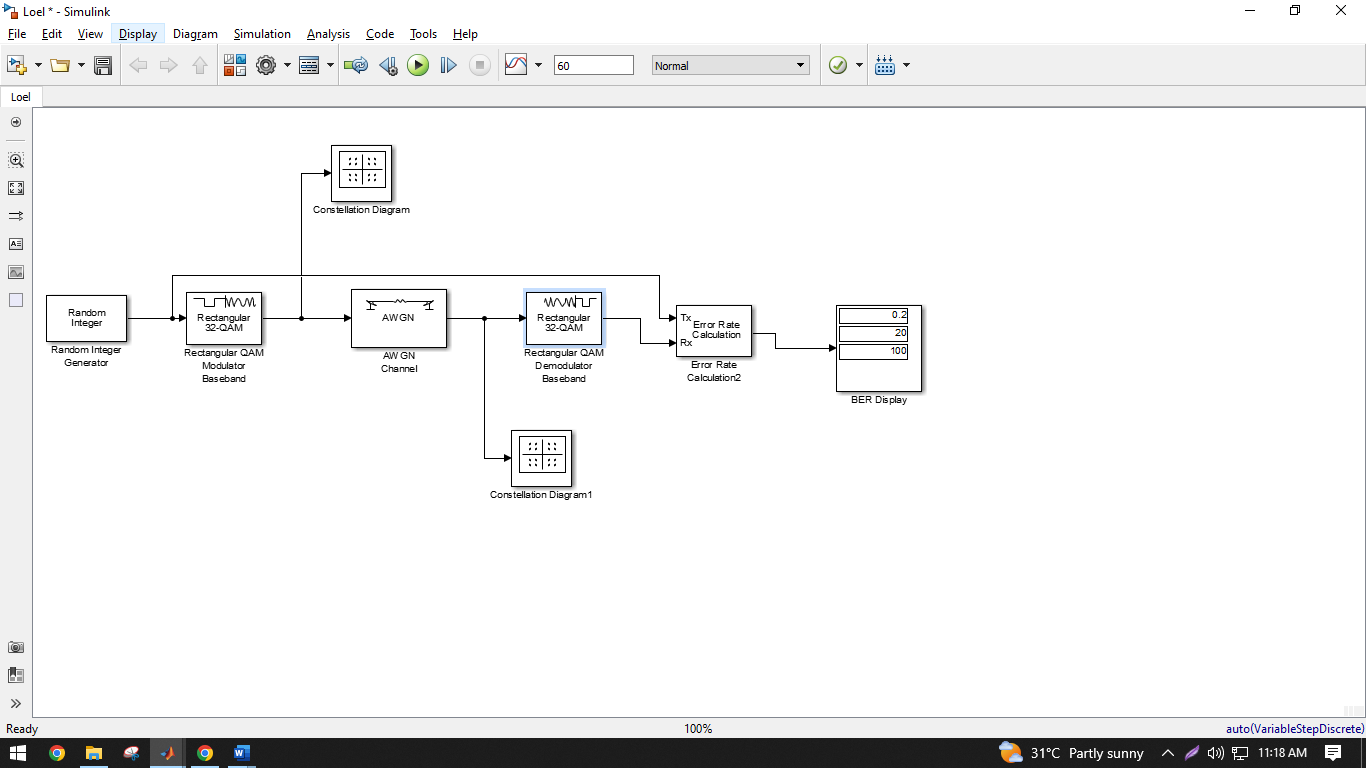 Loel * - Simulink
File Edit View Display Diagram Simulation Analysis Code Tools Help
60 Normal
Loel
Constellation Diagram
Random
Integer
Random Integer
Generator
Rectangular
32-QAM
Rectangular QAM
Modulator
Baseband
AWGN
AWGN
Channel
Rectangular
32-QAM
Rectangular QAM
Demodulator
Baseband
Tx
Rx
Error Rate
Calculation
Error Rate
Calculation2
0.2
20
100
BER Display
Constellation Diagram1
Ready 100% auto(VariableStepDiscrete)
31°C Partly sunny 11:18 AM